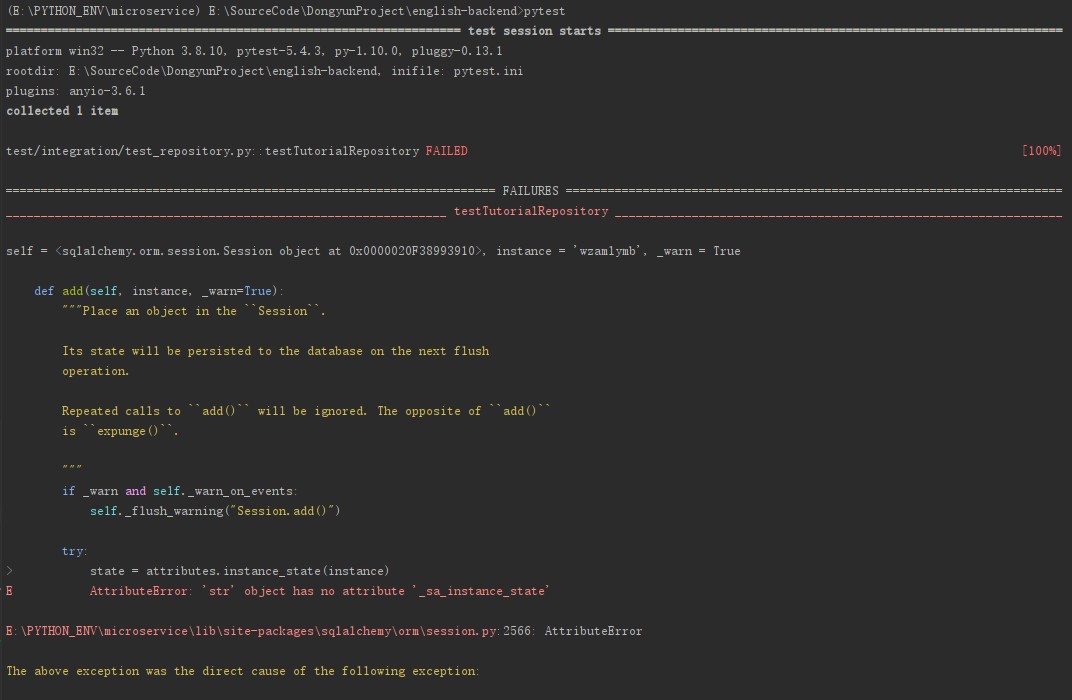 (E:\PYTHON_ENV\microservice) E:\SourceCode\DongyunProject\english-backend>pytest
================================================================= test session starts =================================================================
platform win32 -- Python 3.8.10, pytest-5.4.3, py-1.10.0, pluggy-0.13.1
rootdir: E:\SourceCode\DongyunProject\english-backend, inifile: pytest.ini
plugins: anyio-3.6.1
collected 1 item
test/integration/test_repository.py::testTutorialRepository FAILED [100%]
====================================================================== FAILURES =======================================================================
_______________________________________________________________ testTutorialRepository ________________________________________________________________
self = <sqlalchemy.orm.session.Session object at 0x0000020F38993910>, instance = 'wzamlymb', _warn = True
def add(self, instance, _warn=True):
"""Place an object in the ``Session``.
Its state will be persisted to the database on the next flush
operation.
Repeated calls to ``add()`` will be ignored. The opposite of ``add()``
is ``expunge()``.
"""
if _warn and self._warn_on_events:
self._flush_warning("Session.add()")
try:
> state = attributes.instance_state(instance)
E AttributeError: 'str' object has no attribute '_sa_instance_state'
E:\PYTHON_ENV\microservice\lib\site-packages\sqlalchemy\orm\session.py:2566: AttributeError
The above exception was the direct cause of the following exception: